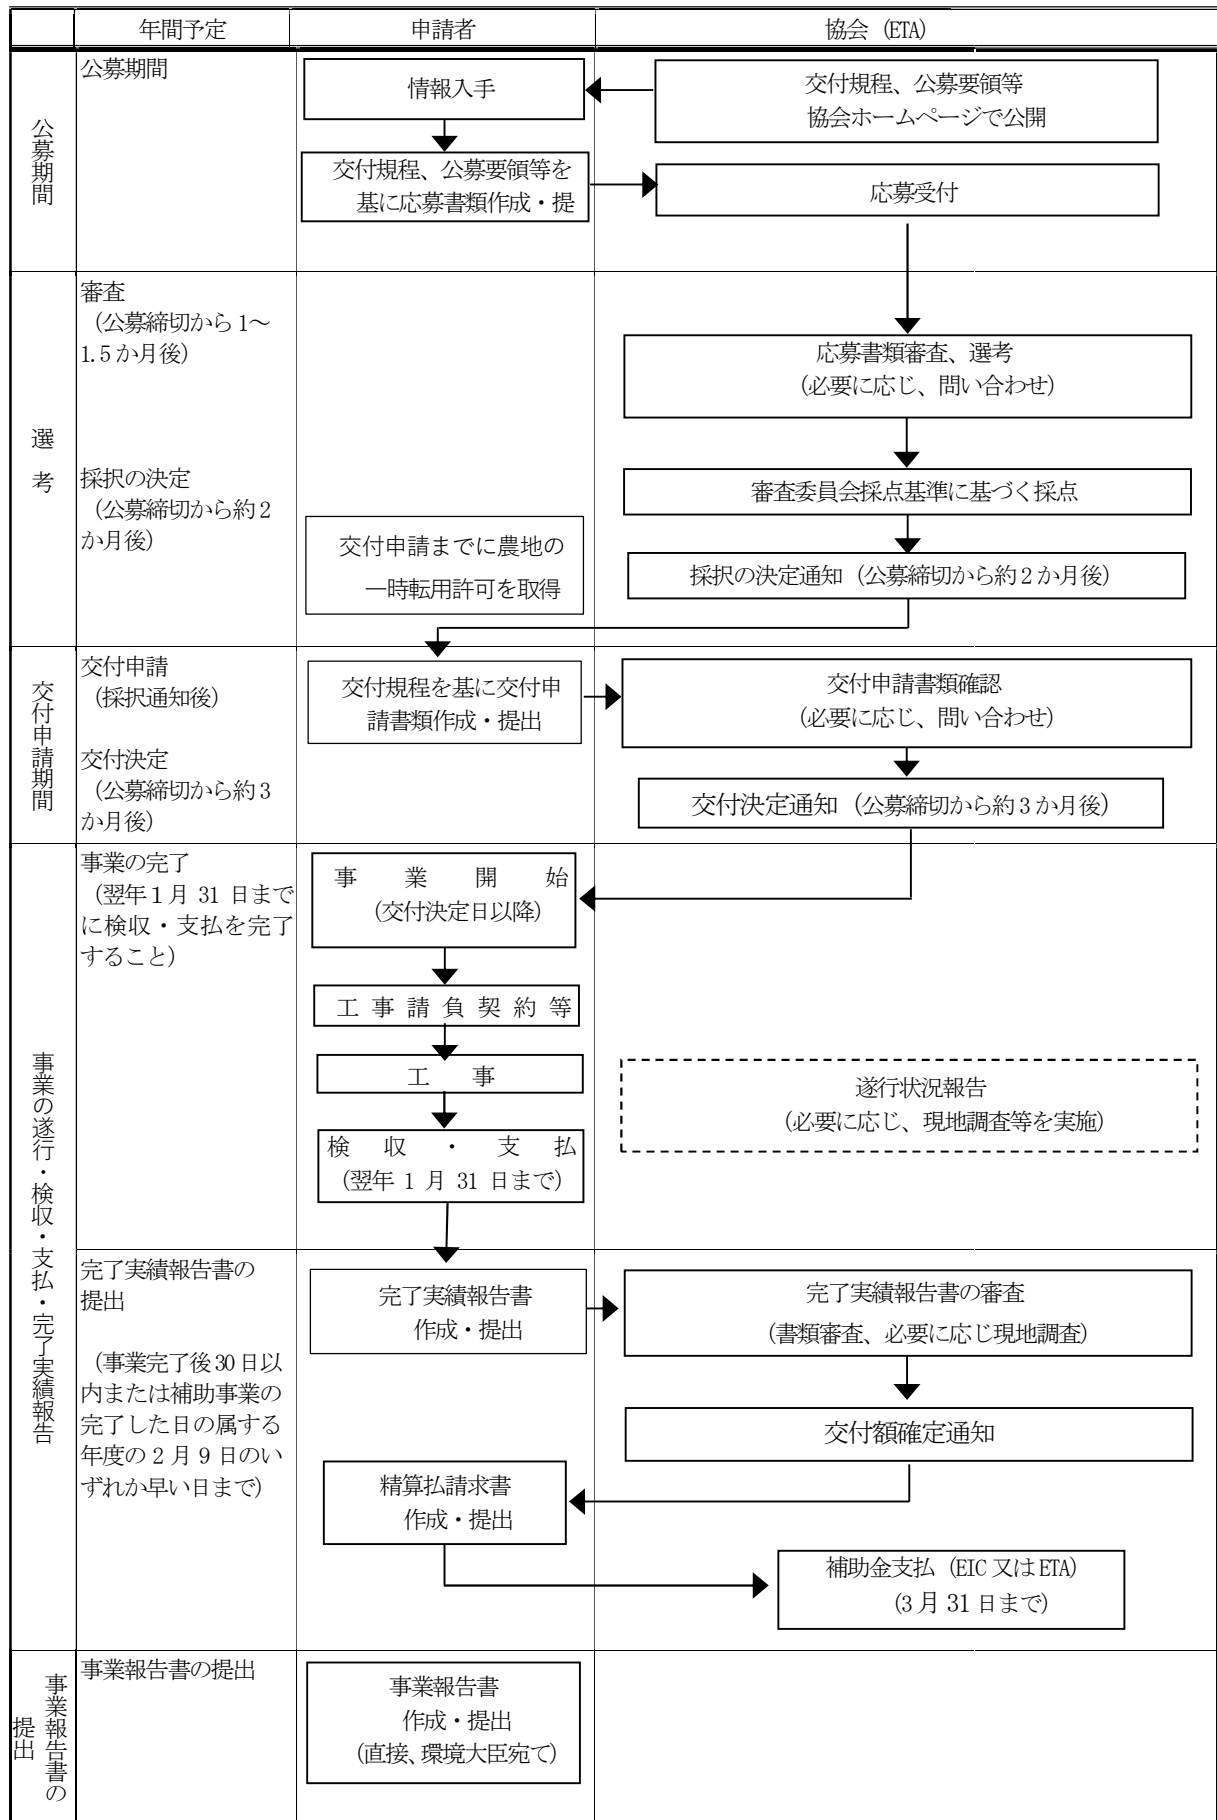 年間予定
申請者
協会（ETA）
公募期間
公募期間
情報入手
交付規程、公募要領等
協会ホームページで公開
交付規程、公募要領等を
基に応募書類作成・提
応募受付
選考
審査
（公募締切から1～
1.5か月後）
応募書類審査、選考
（必要に応じ、問い合わせ）
審査委員会採点基準に基づく採点
採択の決定
（公募締切から約2
か月後）
交付申請までに農地の
一時転用許可を取得
採択の決定通知（公募締切から約2か月後）
交付申請期間
交付申請
（採択通知後）
交付規程を基に交付申
請書類作成・提出
交付申請書類確認
（必要に応じ、問い合わせ）
交付決定
（公募締切から約3
か月後）
交付決定通知（公募締切から約3か月後）
事業の遂行・検収・支払・完了実績報告
事業の完了
（翌年1月 31 日まで
に検収・支払を完了
すること）
事業開始
（交付決定日以降）
工事請負契約等
工事
遂行状況報告
（必要に応じ、現地調査等を実施）
検収・支払
（翌年 1 月 31 日まで）
完了実績報告書の
提出
（事業完了後30日以
内または補助事業の
完了した日の属する
年度の2月9日のい
ずれか早い日まで）
完了実績報告書
作成・提出
完了実績報告書の審査
（書類審査、必要に応じ現地調査）
交付額確定通知
精算払請求書
作成・提出
補助金支払（EIC又はETA）
（3月31日まで）
事業報告書の
提出
事業報告書の提出
事業報告書
作成・提出
（直接、環境大臣宛て）